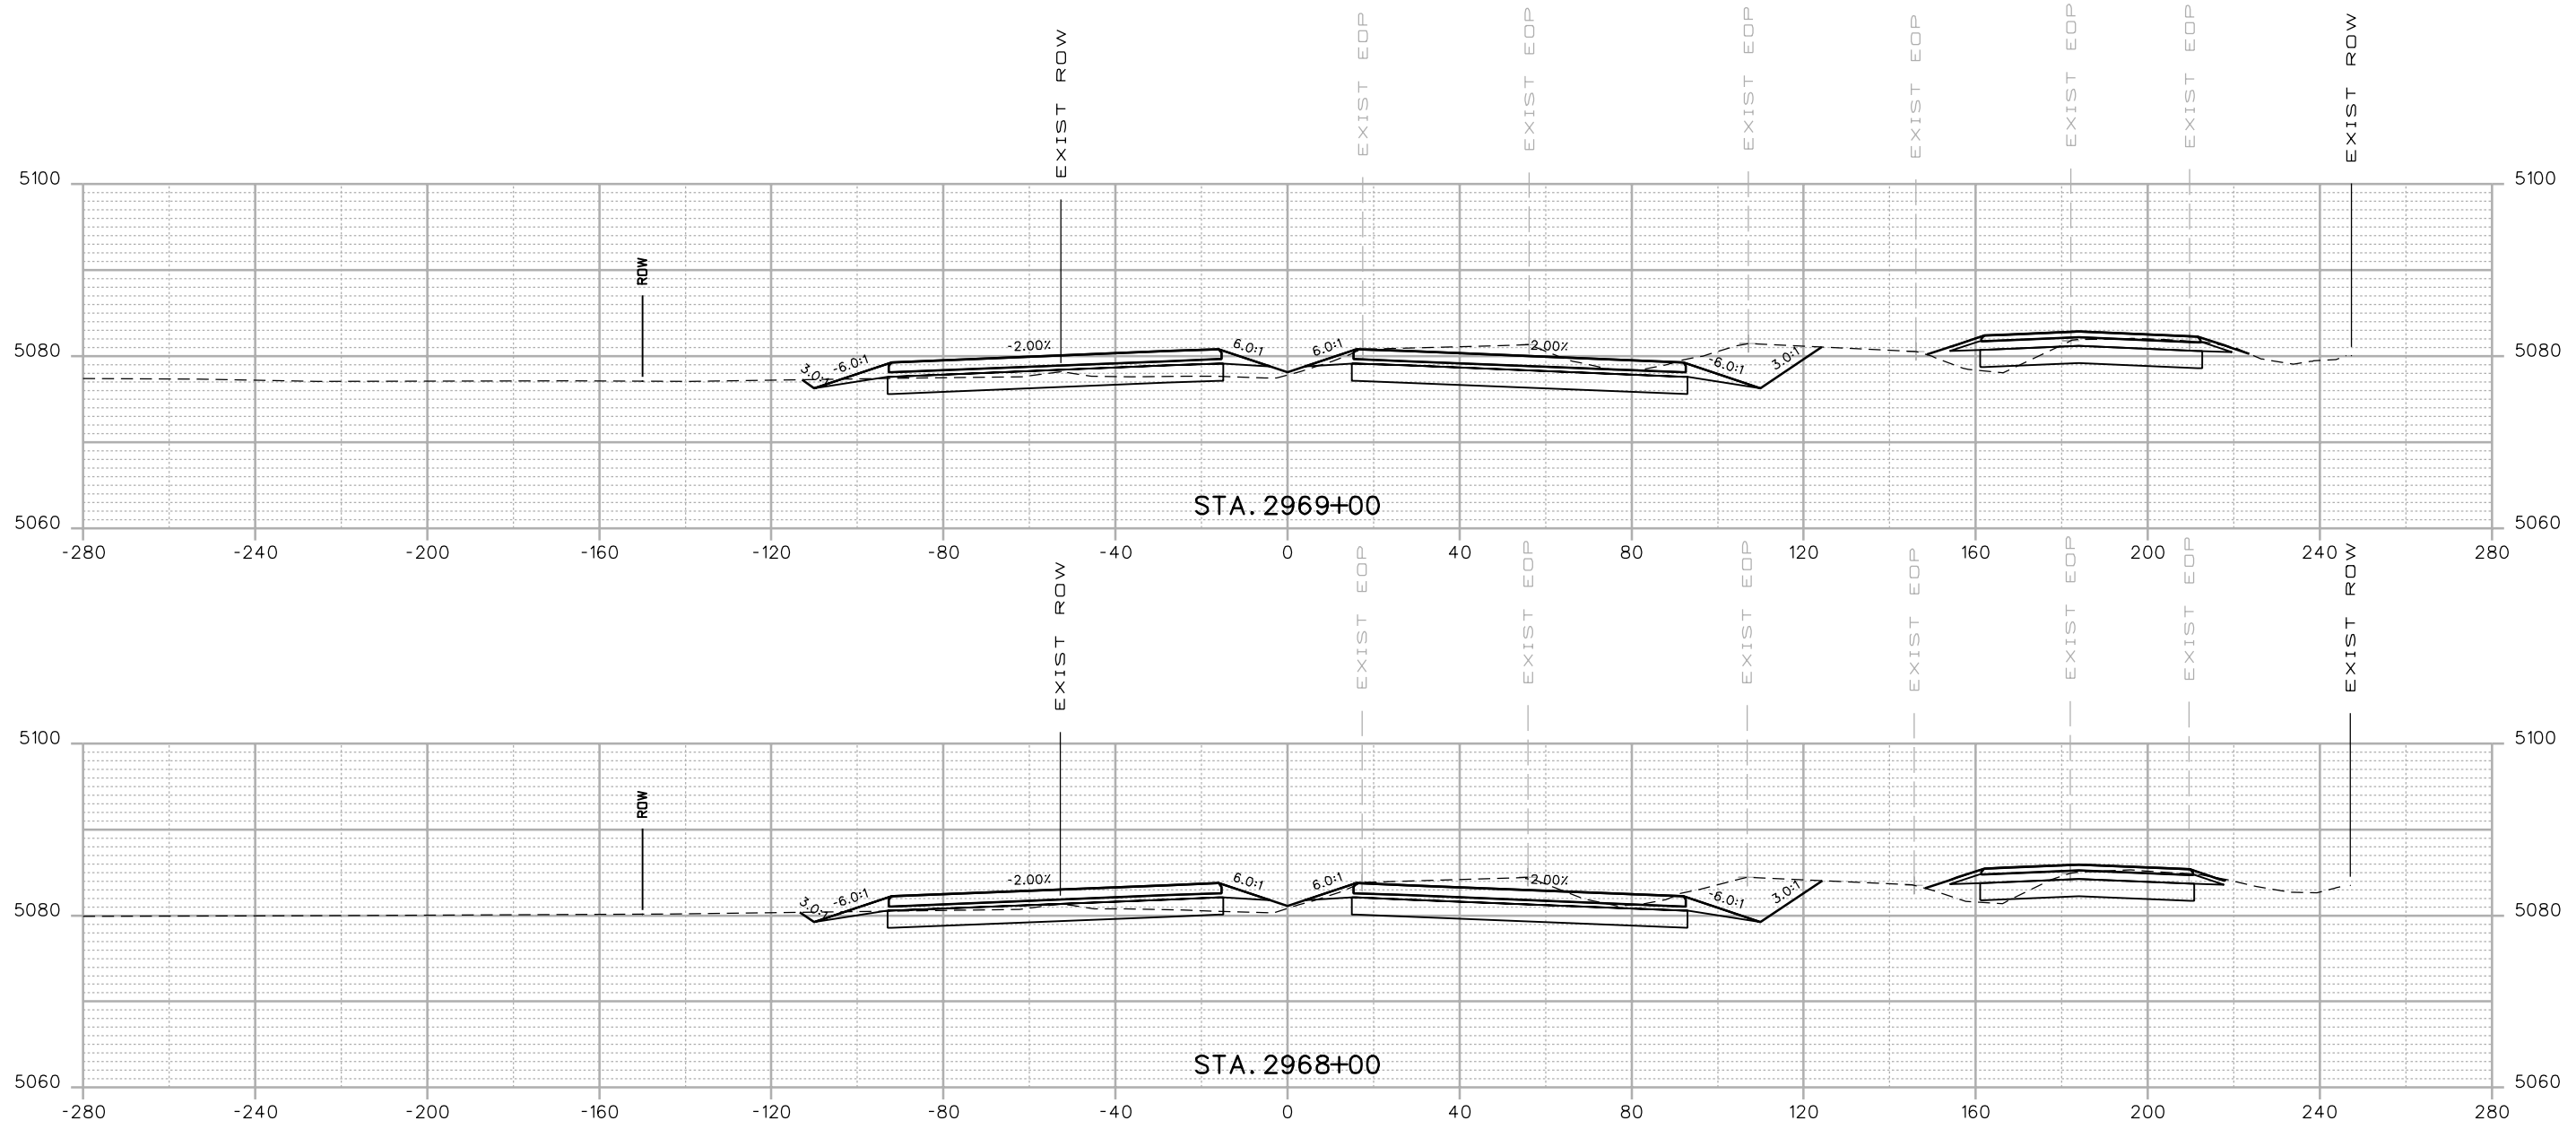 EXIST ROW
EXIST EOP
EXIST EOP
EXIST EOP
EXIST EOP
EXIST EOP
EXIST EOP
EXIST ROW
5100 5100
ROW
5080 3.0:1 -6.0:1 -2.00% 6.0:1 6.0:1 -2.00% -6.0:1 3.0:1 5080
STA. 2969+00
5060 5060
-280 -240 -200 -160 -120 -80 -40 0 40 80 120 160 200 240 280
EXIST ROW
EXIST EOP
EXIST EOP
EXIST EOP
EXIST EOP
EXIST EOP
EXIST EOP
EXIST ROW
5100 5100
ROW
5080 3.0:1 -6.0:1 -2.00% 6.0:1 6.0:1 -2.00% -6.0:1 3.0:1 5080
STA. 2968+00
5060 5060
-280 -240 -200 -160 -120 -80 -40 0 40 80 120 160 200 240 280